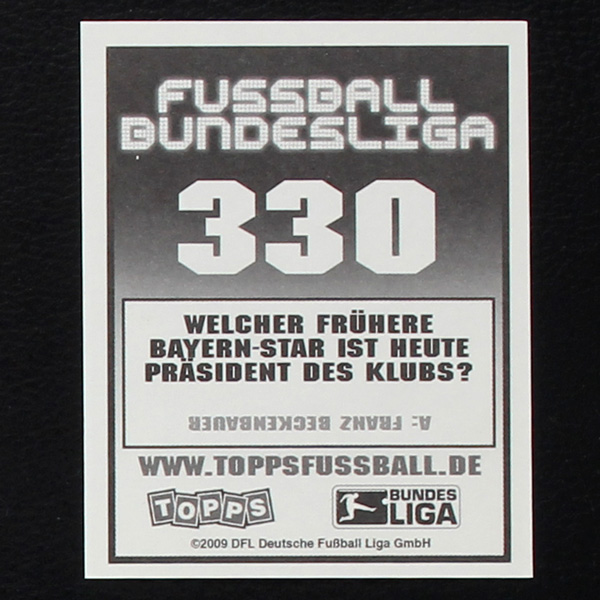 FUSSBALL
BUNDESLIGA
330
WELCHER FRÜHERE
BAYERN-STAR IST HEUTE
PRÄSIDENT DES KLUBS?
A: FRANZ BECKENBAUER
WWW.TOPPSFUSSBALL.DE
TOPPS
BUNDES
LIGA
©2009 DFL Deutsche Fußball Liga GmbH